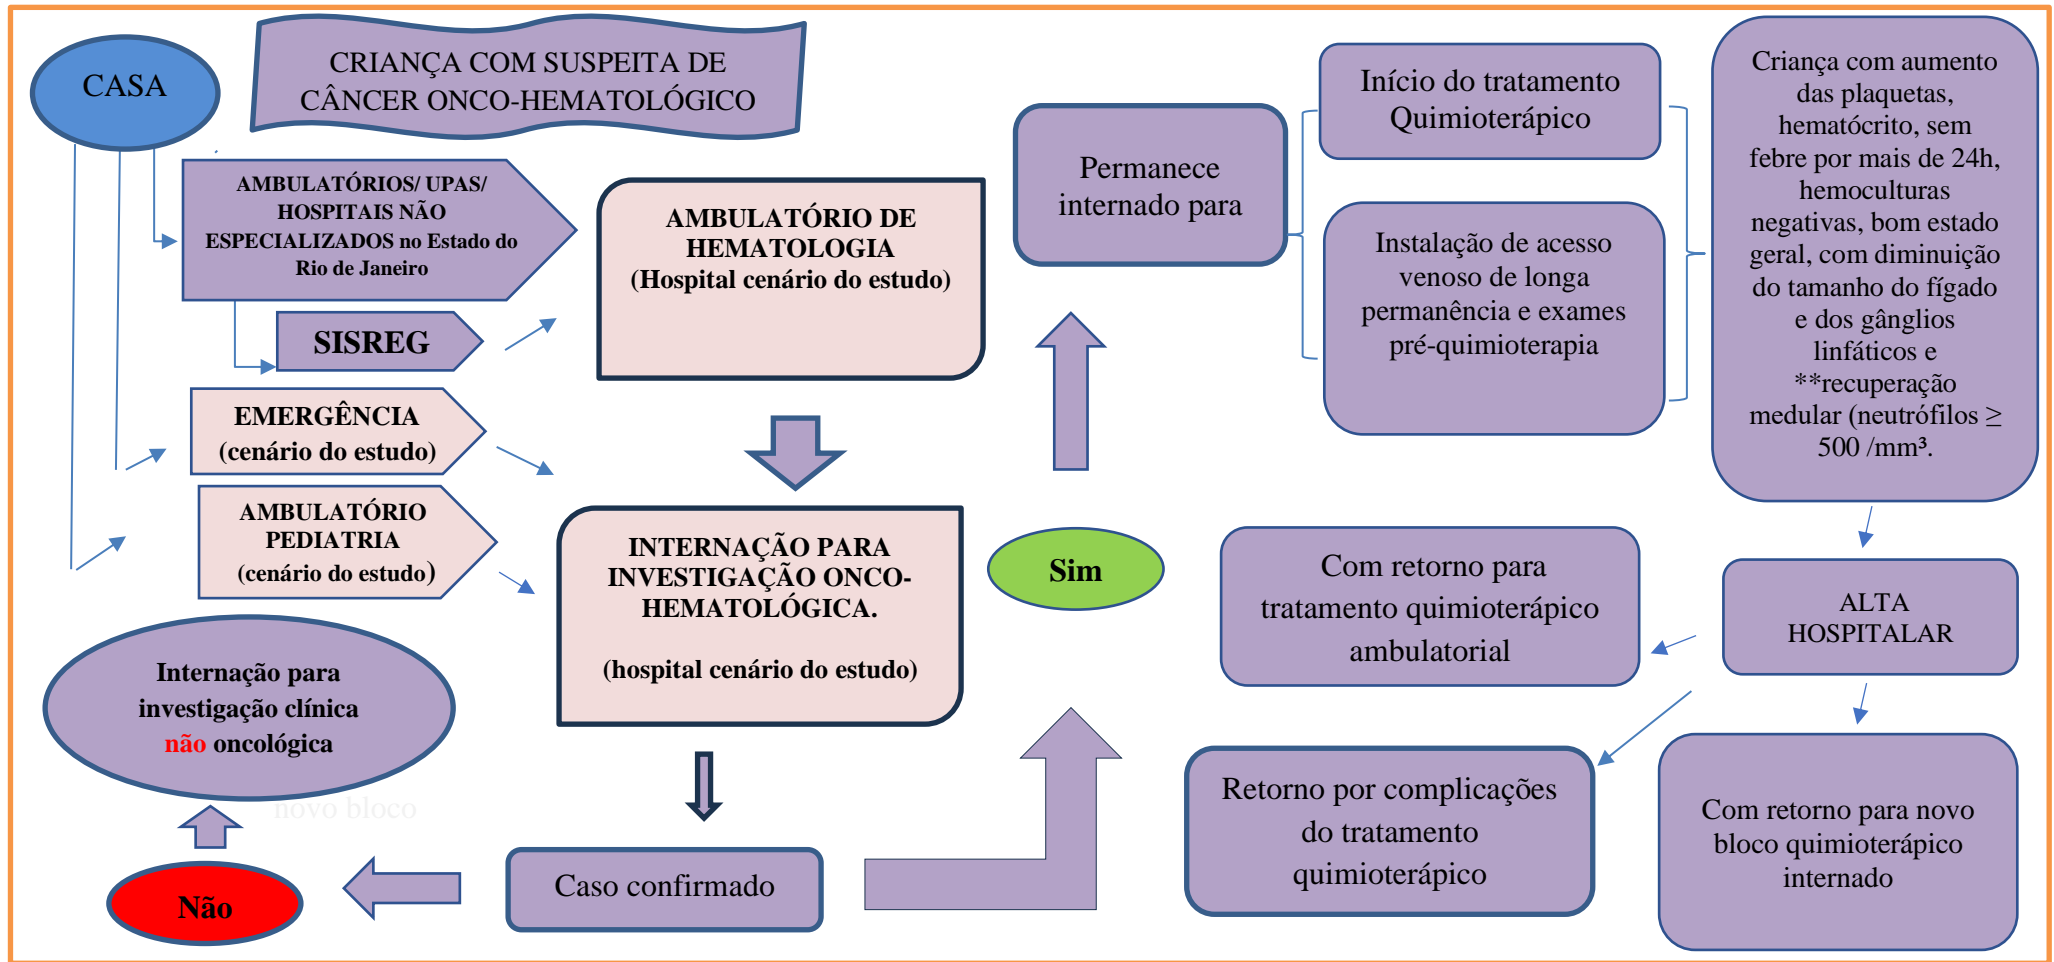 CASA
CRIANÇA COM SUSPEITA DE
CÂNCER ONCO-HEMATOLÓGICO
AMBULATÓRIOS/ UPAS/
HOSPITAIS NÃO
ESPECIALIZADOS no Estado do
Rio de Janeiro
SISREG
EMERGÊNCIA
(cenário do estudo)
AMBULATÓRIO
PEDIATRIA
(cenário do estudo)
AMBULATÓRIO DE
HEMATOLOGIA
(Hospital cenário do estudo)
INTERNAÇÃO PARA
INVESTIGAÇÃO ONCO-
HEMATOLÓGICA.
(hospital cenário do estudo)
Internação para
investigação clínica
não oncológica
novo bloco
Não
Caso confirmado
Sim
Permanece
internado para
Início do tratamento
Quimioterápico
Instalação de acesso
venoso de longa
permanência e exames
pré-quimioterapia
Criança com aumento
das plaquetas,
hematócrito, sem
febre por mais de 24h,
hemoculturas
negativas, bom estado
geral, com diminuição
do tamanho do fígado
e dos gânglios
linfáticos e
**recuperação
medular (neutrófilos ≥
500 /mm³.
ALTA
HOSPITALAR
Com retorno para
tratamento quimioterápico
ambulatorial
Retorno por complicações
do tratamento
quimioterápico
Com retorno para novo
bloco quimioterápico
internado